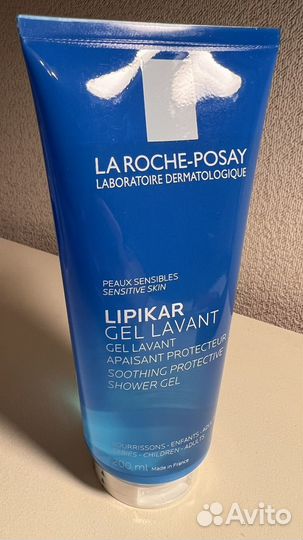 LA ROCHE-POSAY
LABORATOIRE DERMATOLOGIQUE
PEAUX SENSIBLES
SENSITIVE SKIN
LIPIKAR
GEL LAVANT
GEL LAVANT
APAISANT PROTECTEUR
SOOTHING PROTECTIVE
SHOWER GEL
NOURRISSONS - ENFANTS -
- CHILDREN - ADULTS
200 ml Made in France
Avito